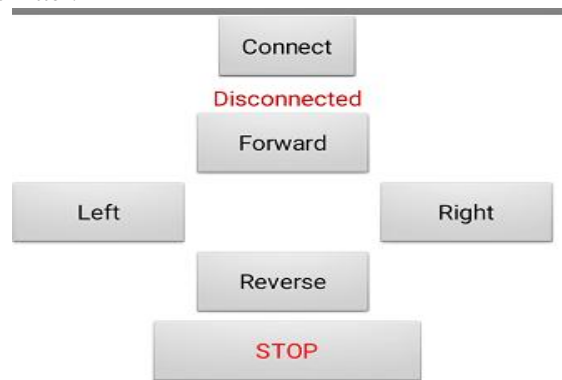 Connect
Disconnected
Forward
Left
Right
Reverse
STOP